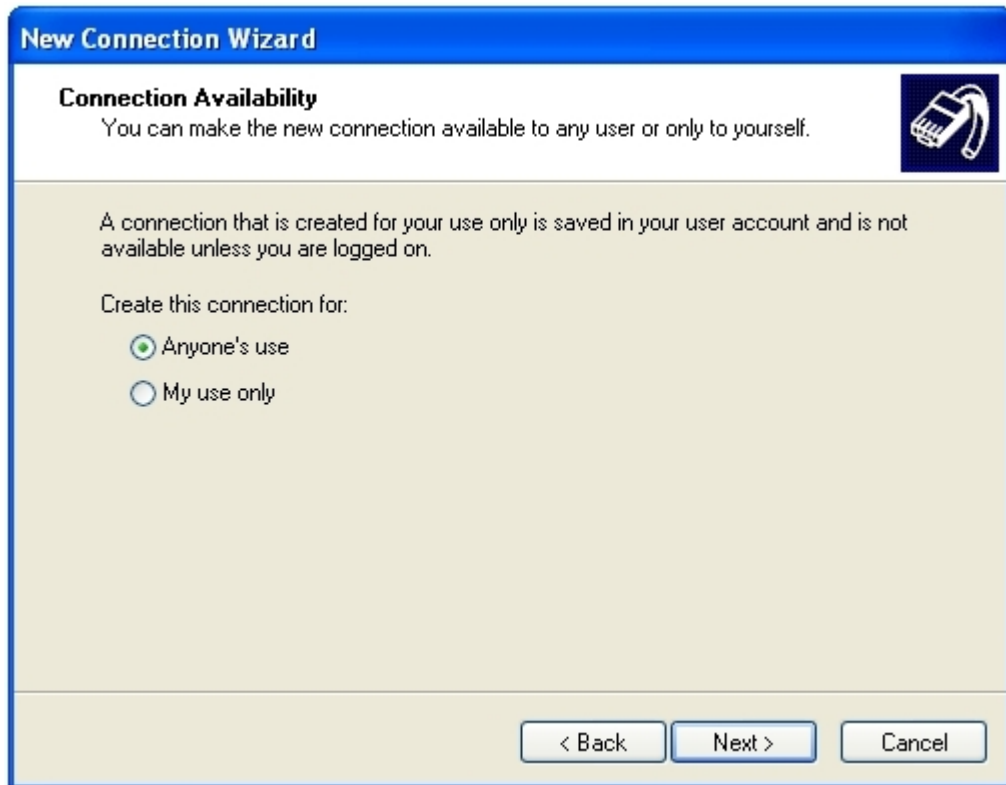 New Connection Wizard
Connection Availability
You can make the new connection available to any user or only to yourself.
A connection that is created for your use only is saved in your user account and is not
available unless you are logged on.
Create this connection for:
Anyone's use
My use only
< Back
Next >
Cancel